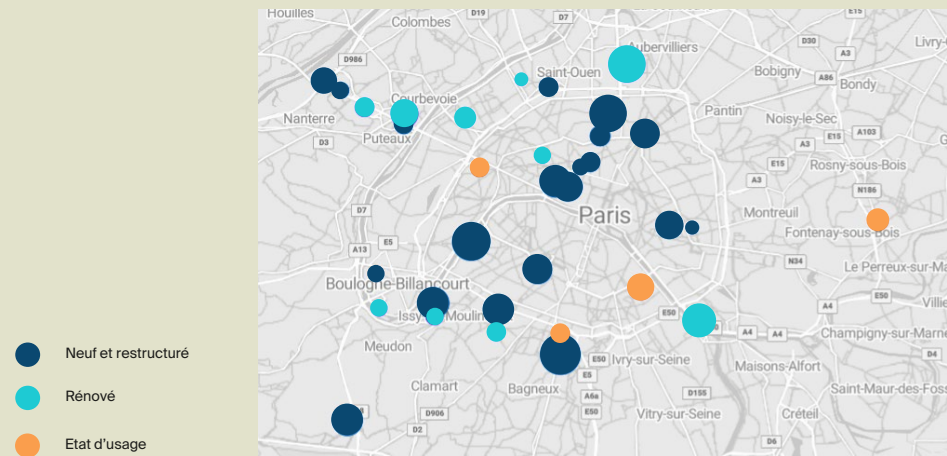 Houilles
D19
E15
Colombes
D7
Aubervilliers
D30
A3
Livry-
D986
Saint-Ouen
Bobigny
A86
Bondy
Courbevoie
Nanterre
Pantin
Noisy-le-Sec
D3
Puteaux
E15
A103
A3
E15
Rosny-sous-Bois
A3
N186
D7
Paris
Montreuil
Fontenay-sous-Bois
A13
E5
N34
Le Perreux-sur-Ma
Boulogne-Billancourt
E50
A4
Villie
Issy
Moulin
E50
A4
A4
Champigny-sur-Marne
Neuf et restructuré
Meudon
E50
Ivry-sur-Seine
Maisons-Alfort
D4
E5
Rénové
Clamart
Bagneux
A6a
D155
Saint-Maur-des-Foss
D906
E50
Vitry-sur-Seine
Créteil
D2
Etat d’usage
D6